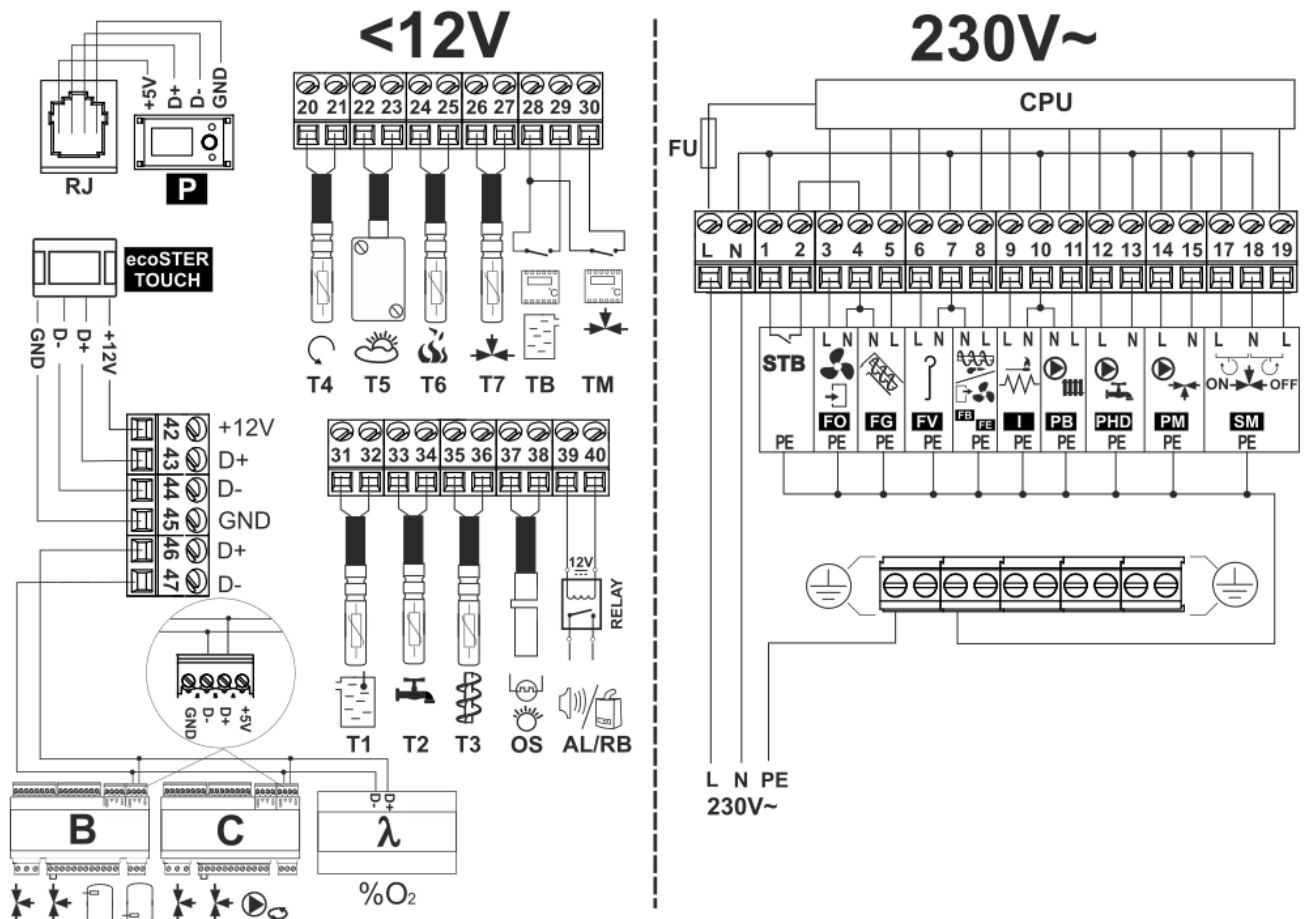 <12V
230V~
+5V
D+
D-
GND
RJ
P
20 21 22 23 24 25 26 27 28 29 30
°C
°C
T4 T5 T6 T7 TB TM
ecoSTER
TOUCH
GND
D-
D+
+12V
42 +12V
43 D+
44 D-
45 GND
46 D+
47 D-
31 32 33 34 35 36 37 38 39 40
12V
RELAY
T1 T2 T3 OS AL/RB
GND
D-
D+
+5V
B
C
D-
D+
λ
%O₂
CPU
FU
L N 1 2 3 4 5 6 7 8 9 10 11 12 13 14 15 17 18 19
STB
L N N L L N N L L N N L L N L N L N L
ON OFF
FO FG FV FB FE I PB PHD PM SM
PE PE PE PE PE PE PE PE PE PE
L N PE
230V~